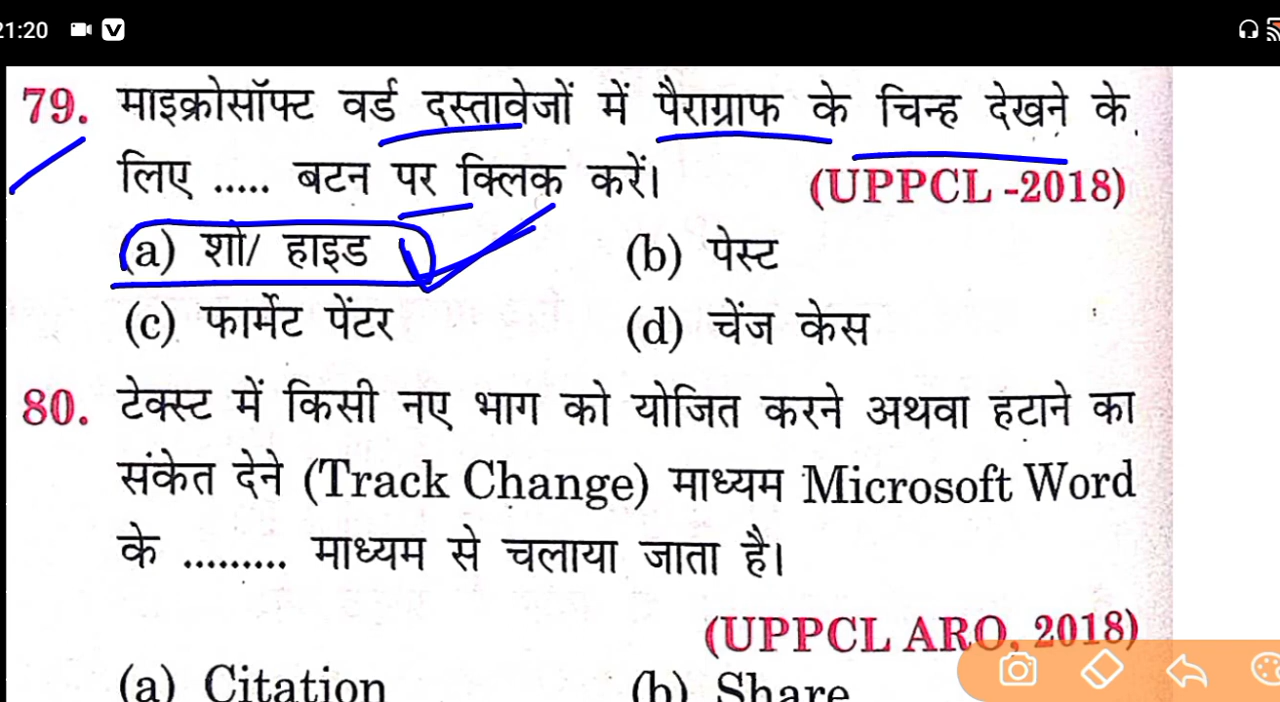 21:20
79. माइक्रोसॉफ्ट वर्ड दस्तावेजों में पैराग्राफ के चिन्ह देखने के
लिए ..... बटन पर क्लिक करें। (UPPCL -2018)
(a) शो/ हाइड (b) पेस्ट
(c) फार्मेट पेंटर (d) चेंज केस
80. टेक्स्ट में किसी नए भाग को योजित करने अथवा हटाने का
संकेत देने (Track Change) माध्यम Microsoft Word
के ......... माध्यम से चलाया जाता है।
(UPPCL ARO, 2018)
(a) Citation (b) Share